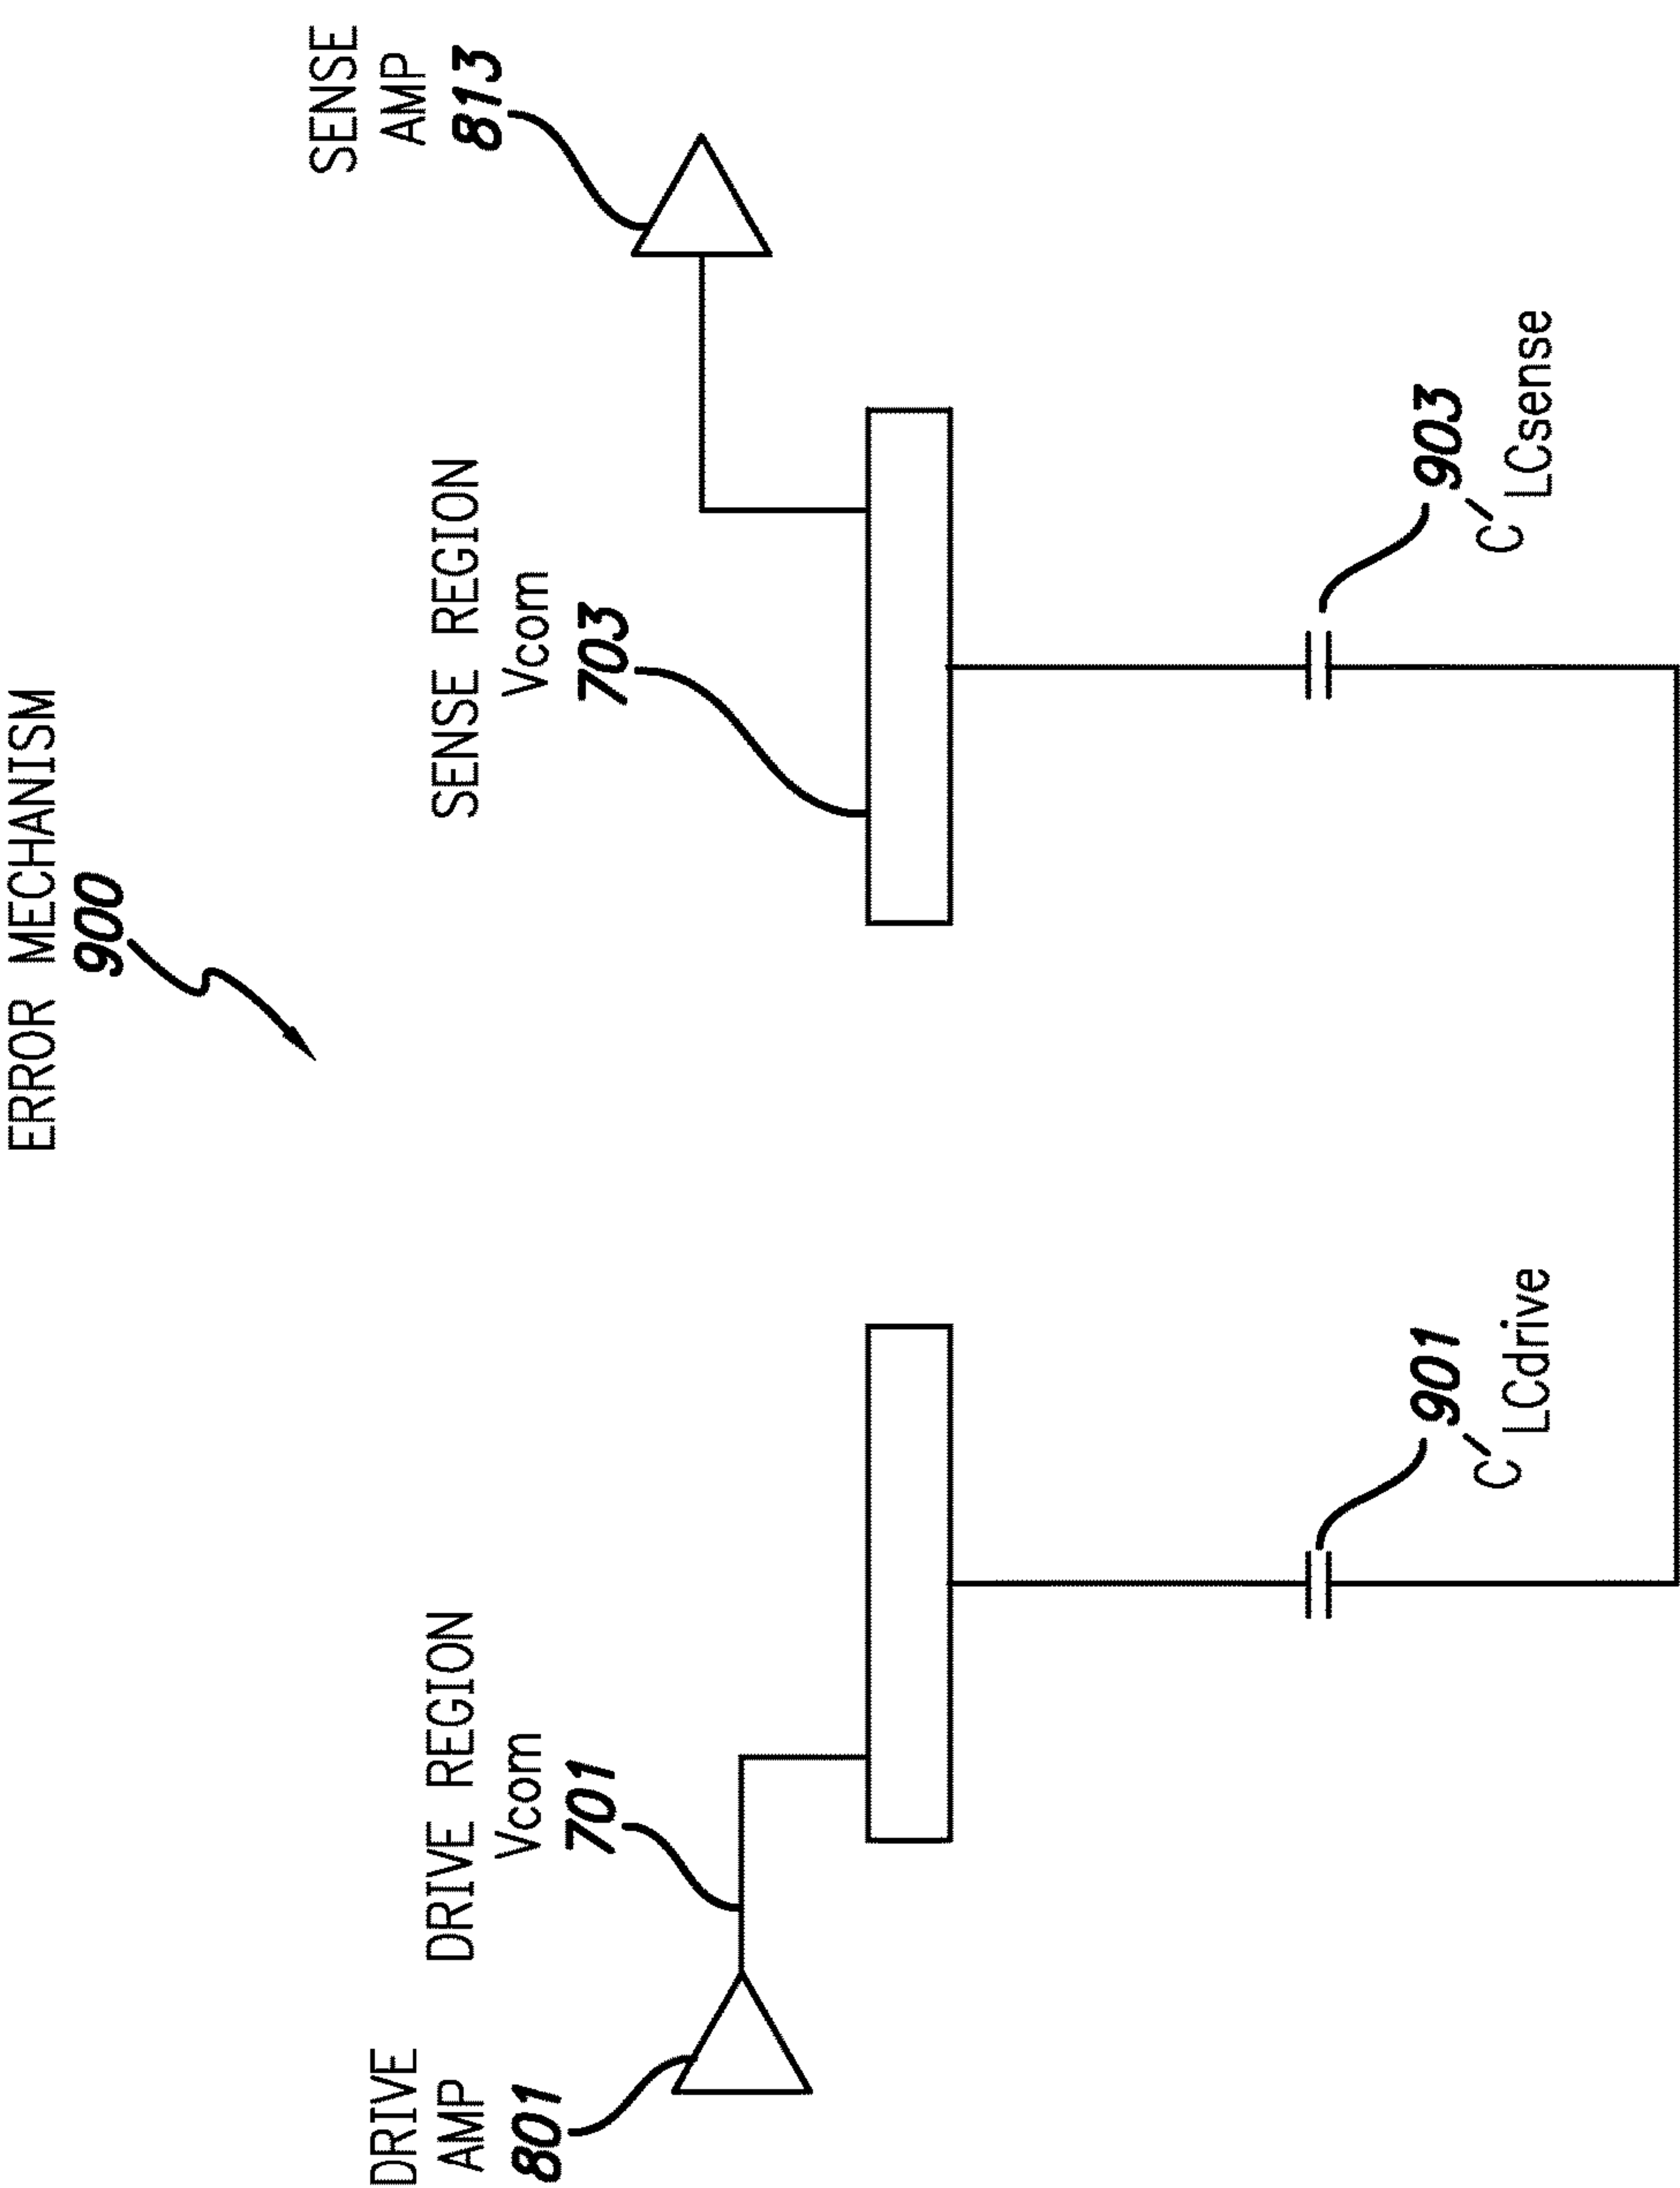 ERROR MECHANISM
900
DRIVE
AMP
801
DRIVE REGION
Vcom
701
SENSE REGION
Vcom
703
SENSE
AMP
813
901
C′LCdrive
903
C′LCsense